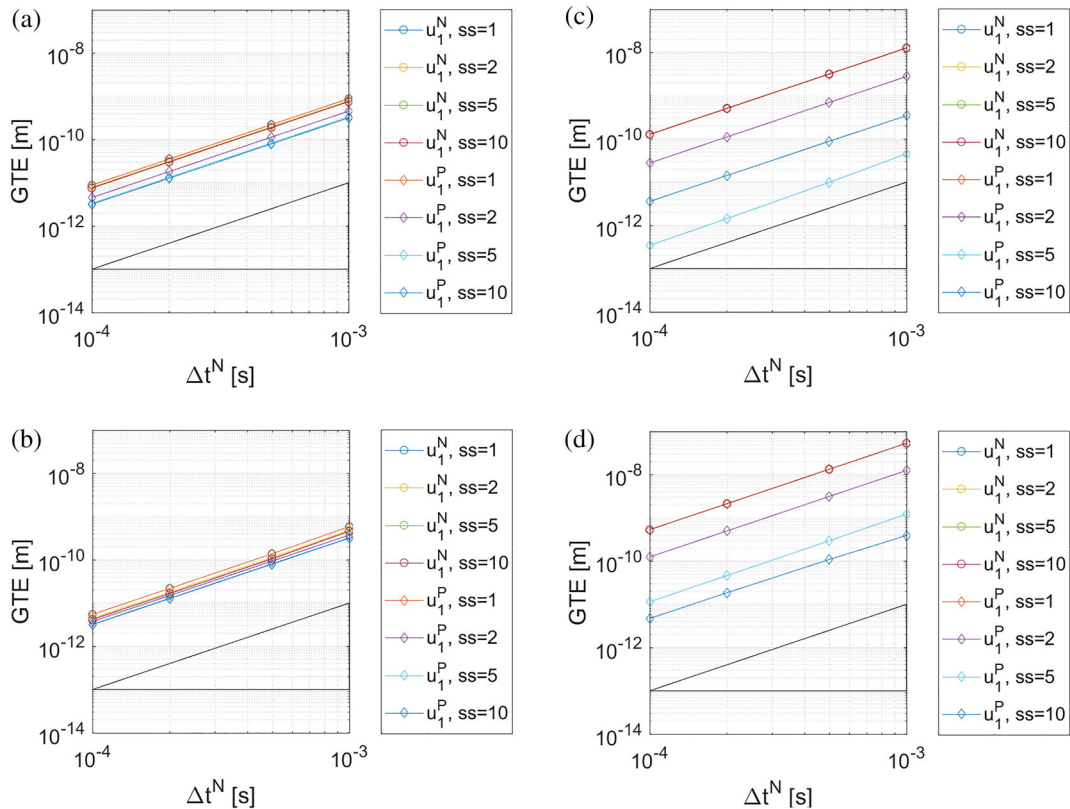 (a)
GTE [m]
10^-8
10^-10
10^-12
10^-14
10^-4
10^-3
Δt^N [s]
u_1^N, ss=1
u_1^N, ss=2
u_1^N, ss=5
u_1^N, ss=10
u_1^P, ss=1
u_1^P, ss=2
u_1^P, ss=5
u_1^P, ss=10
(c)
GTE [m]
10^-8
10^-10
10^-12
10^-14
10^-4
10^-3
Δt^N [s]
u_1^N, ss=1
u_1^N, ss=2
u_1^N, ss=5
u_1^N, ss=10
u_1^P, ss=1
u_1^P, ss=2
u_1^P, ss=5
u_1^P, ss=10
(b)
GTE [m]
10^-8
10^-10
10^-12
10^-14
10^-4
10^-3
Δt^N [s]
u_1^N, ss=1
u_1^N, ss=2
u_1^N, ss=5
u_1^N, ss=10
u_1^P, ss=1
u_1^P, ss=2
u_1^P, ss=5
u_1^P, ss=10
(d)
GTE [m]
10^-8
10^-10
10^-12
10^-14
10^-4
10^-3
Δt^N [s]
u_1^N, ss=1
u_1^N, ss=2
u_1^N, ss=5
u_1^N, ss=10
u_1^P, ss=1
u_1^P, ss=2
u_1^P, ss=5
u_1^P, ss=10